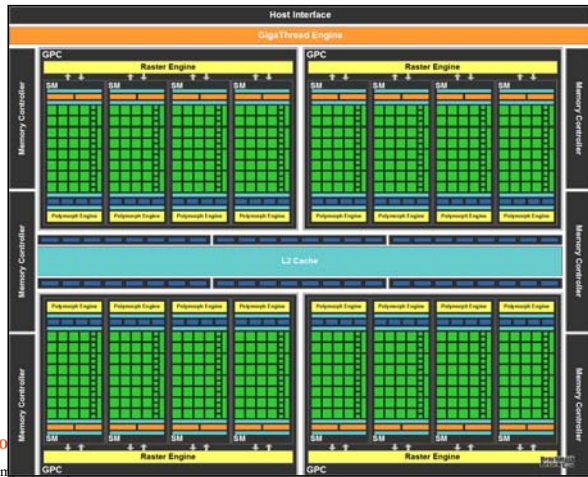 Host Interface
GigaThread Engine
GPC
GPC
Raster Engine
Raster Engine
SM SM SM SM
SM SM SM SM
Memory Controller
Memory Controller
Polymorph Engine Polymorph Engine Polymorph Engine Polymorph Engine
Polymorph Engine Polymorph Engine Polymorph Engine Polymorph Engine
Memory Controller
L2 Cache
Memory Controller
Polymorph Engine Polymorph Engine Polymorph Engine Polymorph Engine
Polymorph Engine Polymorph Engine Polymorph Engine Polymorph Engine
Memory Controller
Memory Controller
SM SM SM SM
SM SM SM SM
Raster Engine
Raster Engine
GPC
GPC